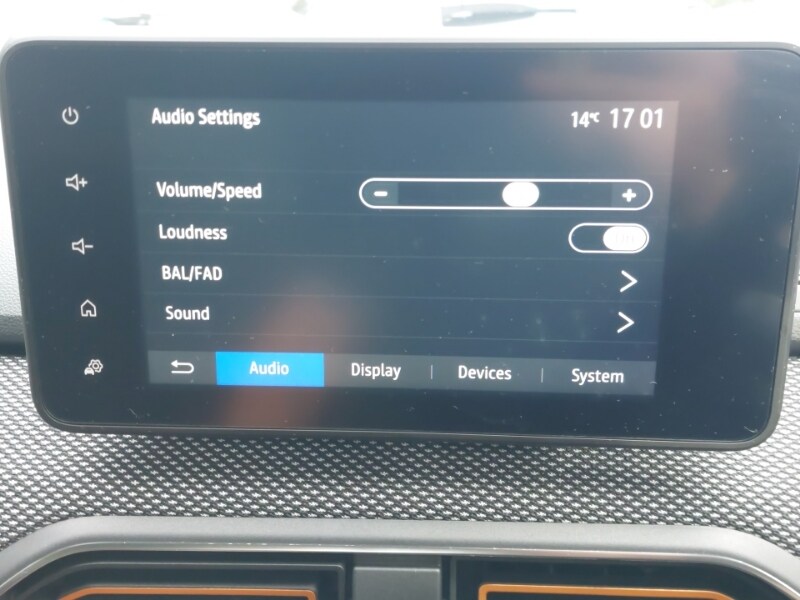 Audio Settings 14°C 17 01
Volume/Speed - +
Loudness
BAL/FAD
Sound
Audio Display Devices System